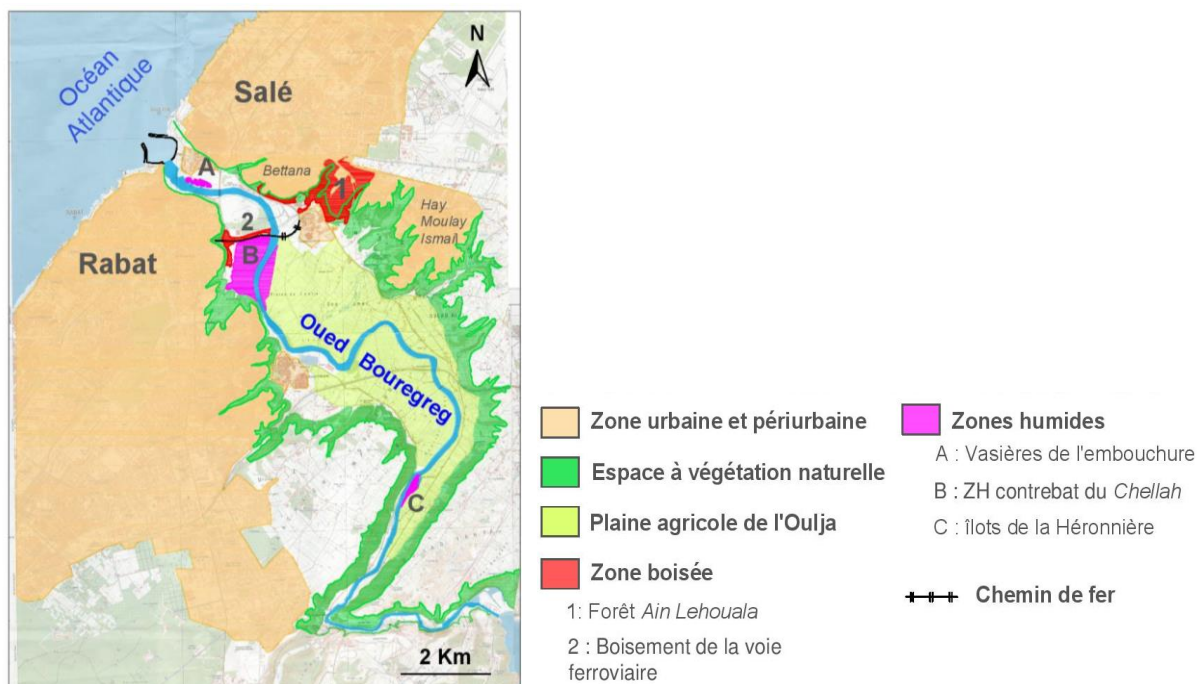 N
Océan
Atlantique
Salé
A
Bettana
1
Hay
Moulay
Ismaïl
2
B
Rabat
Oued
Bouregreg
C
2 Km
Zone urbaine et périurbaine
Espace à végétation naturelle
Plaine agricole de l'Oulja
Zone boisée
1: Forêt Ain Lehouala
2 : Boisement de la voie
ferroviaire
Zones humides
A : Vasières de l'embouchure
B : ZH contrebat du Chellah
C : îlots de la Héronnière
Chemin de fer